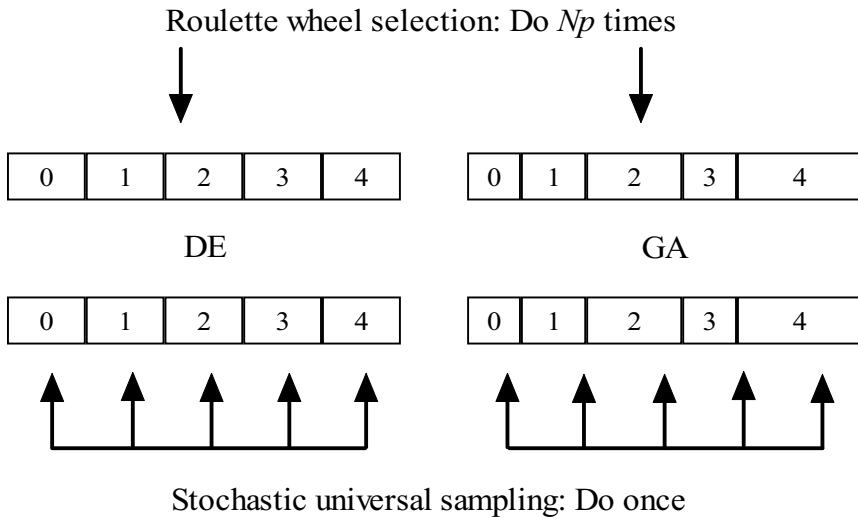 Roulette wheel selection: Do Np times
0 1 2 3 4 0 1 2 3 4
DE GA
0 1 2 3 4 0 1 2 3 4
Stochastic universal sampling: Do once